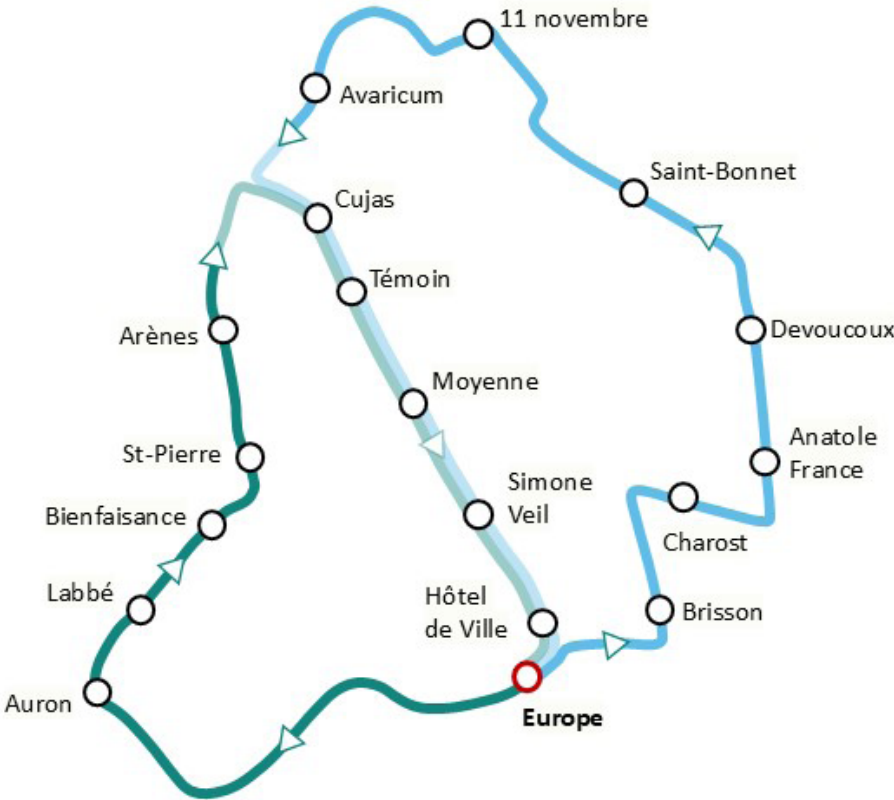 11 novembre
Avaricum
Saint-Bonnet
Cujas
Témoin
Arènes
Devoucoux
Moyenne
Anatole
France
St-Pierre
Simone
Veil
Bienfaisance
Charost
Labbé
Hôtel
de Ville
Brisson
Auron
Europe